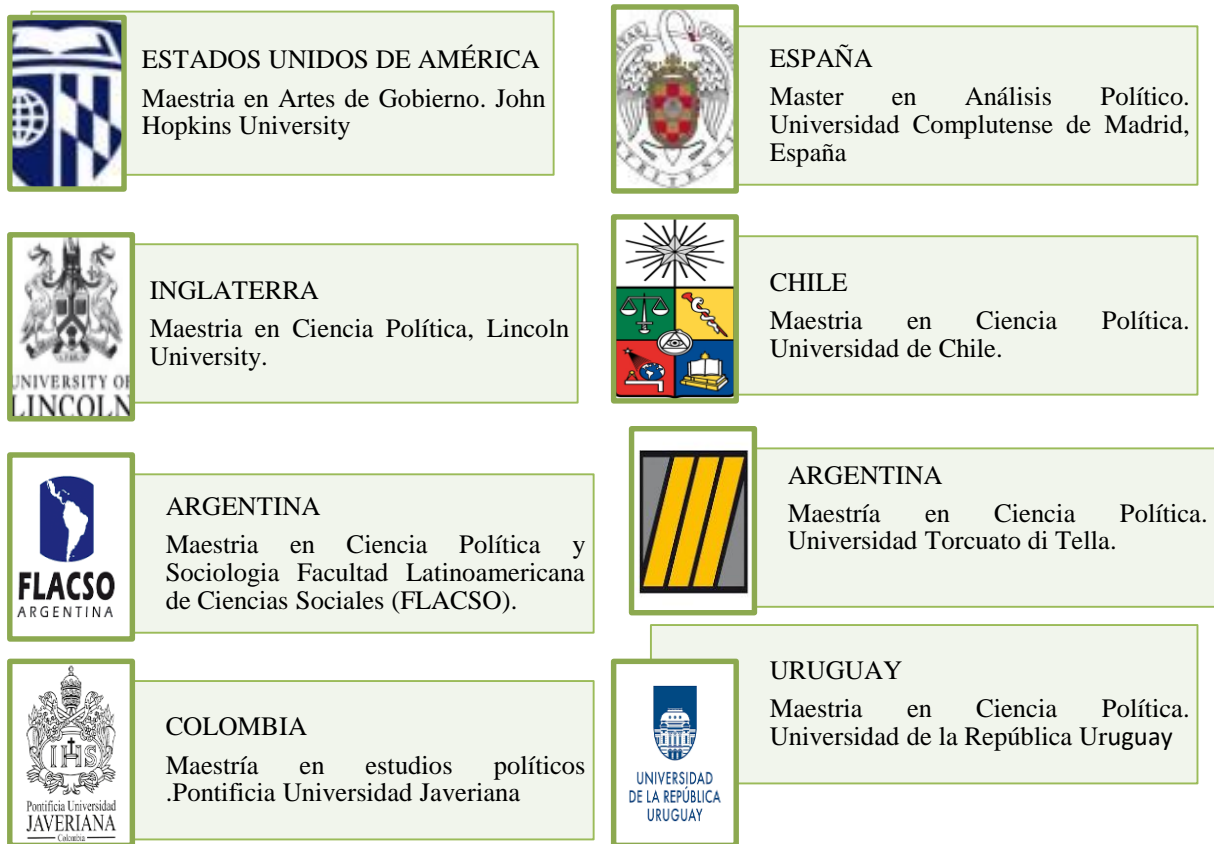 ESTADOS UNIDOS DE AMÉRICA
Maestria en Artes de Gobierno. John
Hopkins University
ESPAÑA
Master en Análisis Político.
Universidad Complutense de Madrid,
España
UNIVERSITY OF
LINCOLN
INGLATERRA
Maestria en Ciencia Política, Lincoln
University.
CHILE
Maestria en Ciencia Política.
Universidad de Chile.
FLACSO
ARGENTINA
ARGENTINA
Maestria en Ciencia Política y
Sociologia Facultad Latinoamericana
de Ciencias Sociales (FLACSO).
ARGENTINA
Maestría en Ciencia Política.
Universidad Torcuato di Tella.
IHS
Pontificia Universidad
JAVERIANA
Colombia
COLOMBIA
Maestría en estudios políticos
.Pontificia Universidad Javeriana
UNIVERSIDAD
DE LA REPÚBLICA
URUGUAY
URUGUAY
Maestria en Ciencia Política.
Universidad de la República Uruguay